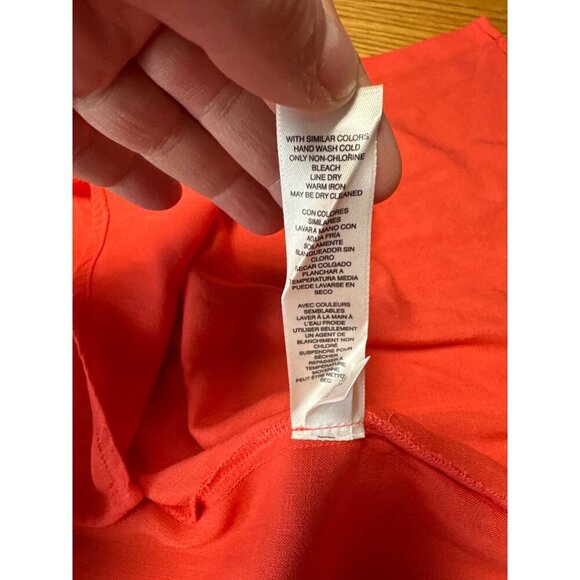 WITH SIMILAR COLORS
HAND WASH COLD
ONLY NON-CHLORINE
BLEACH
LINE DRY
WARM IRON
MAY BE DRY CLEANED
CON COLORES
SIMILARES
LAVAR A MANO CON
AGUA FRÍA
SOLAMENTE
BLANQUEADOR SIN
CLORO
SECAR COLGADO
PLANCHAR A
TEMPERATURA MEDIA
PUEDE LAVARSE EN
SECO
AVEC COULEURS
SEMBLABLES
LAVER À LA MAIN À
L'EAU FROIDE
UTILISER SEULEMENT
UN AGENT DE
BLANCHIMENT NON
CHLORÉ
SUSPENDRE POUR
SÉCHER
REPASSER À
TEMPÉRATURE
MOYENNE
PEUT ÊTRE NETTO
SEC